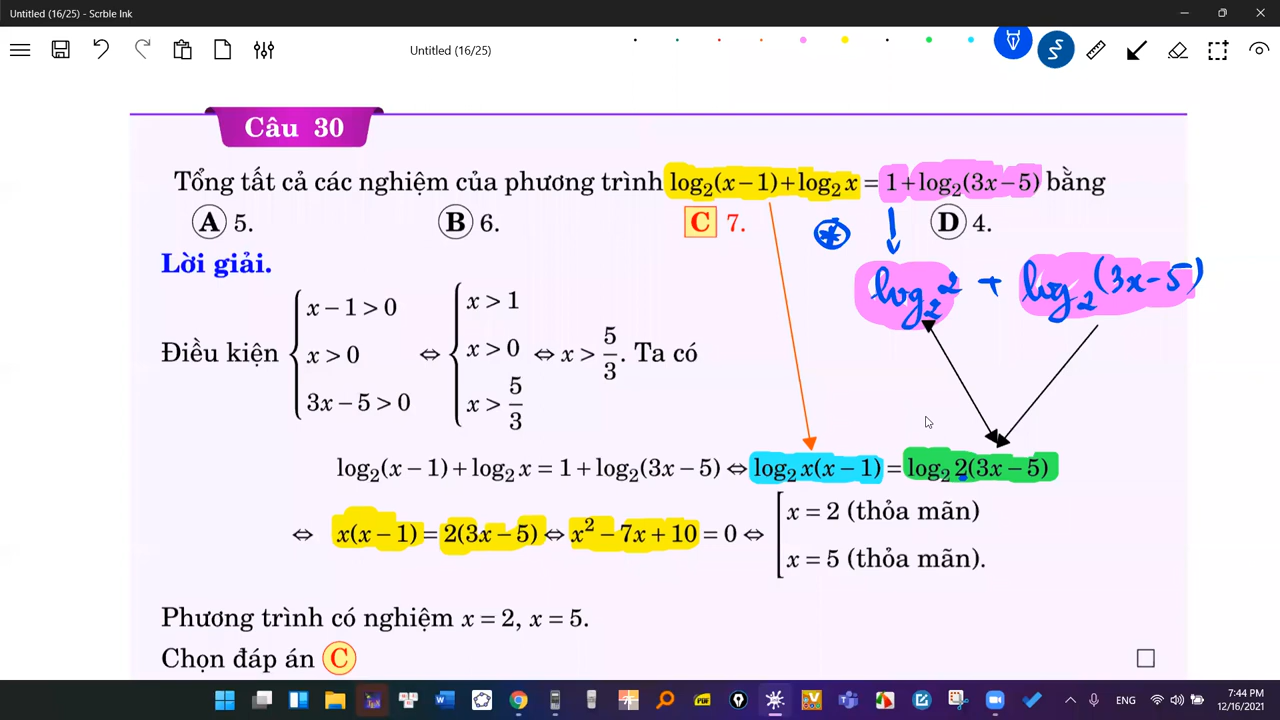 Untitled (16/25) - Scrble Ink
Untitled (16/25)
Câu 30
Tổng tất cả các nghiệm của phương trình log₂(x−1)+log₂x = 1+log₂(3x−5) bằng
A 5. B 6. C 7. D 4.
log₂2 + log₂(3x−5)
Lời giải.
Điều kiện { x−1>0; x>0; 3x−5>0 ⇔ { x>1; x>0; x>5/3 ⇔ x>5/3. Ta có
log₂(x−1)+log₂x = 1+log₂(3x−5) ⇔ log₂x(x−1) = log₂2(3x−5)
⇔ x(x−1) = 2(3x−5) ⇔ x²−7x+10 = 0 ⇔ [ x = 2 (thỏa mãn)
x = 5 (thỏa mãn).
Phương trình có nghiệm x = 2, x = 5.
Chọn đáp án C
ENG
7:44 PM
12/16/2021